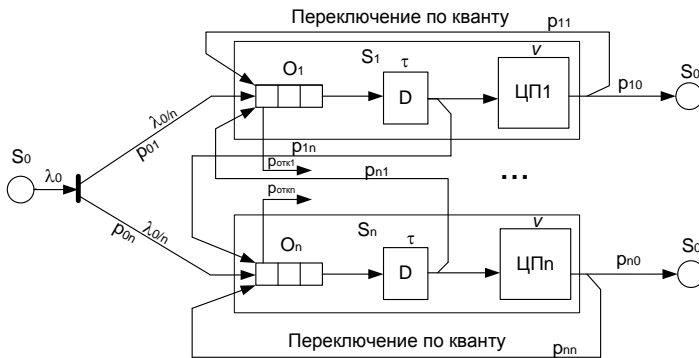 Переключение по кванту
p11
S1
v
O1
τ
S0
D
ЦП1
p10
λ0/n
p01
p1n
S0
λ0
pотк1
pn1
...
pоткn
p0n
λ0/n
Sn
v
On
τ
S0
D
ЦПn
pn0
Переключение по кванту
pnn